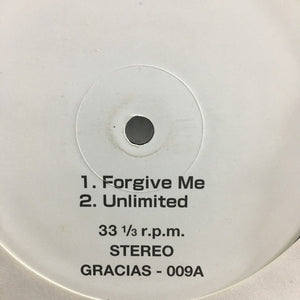 1. Forgive Me
2. Unlimited
33 1/3 r.p.m.
STEREO
GRACIAS - 009A